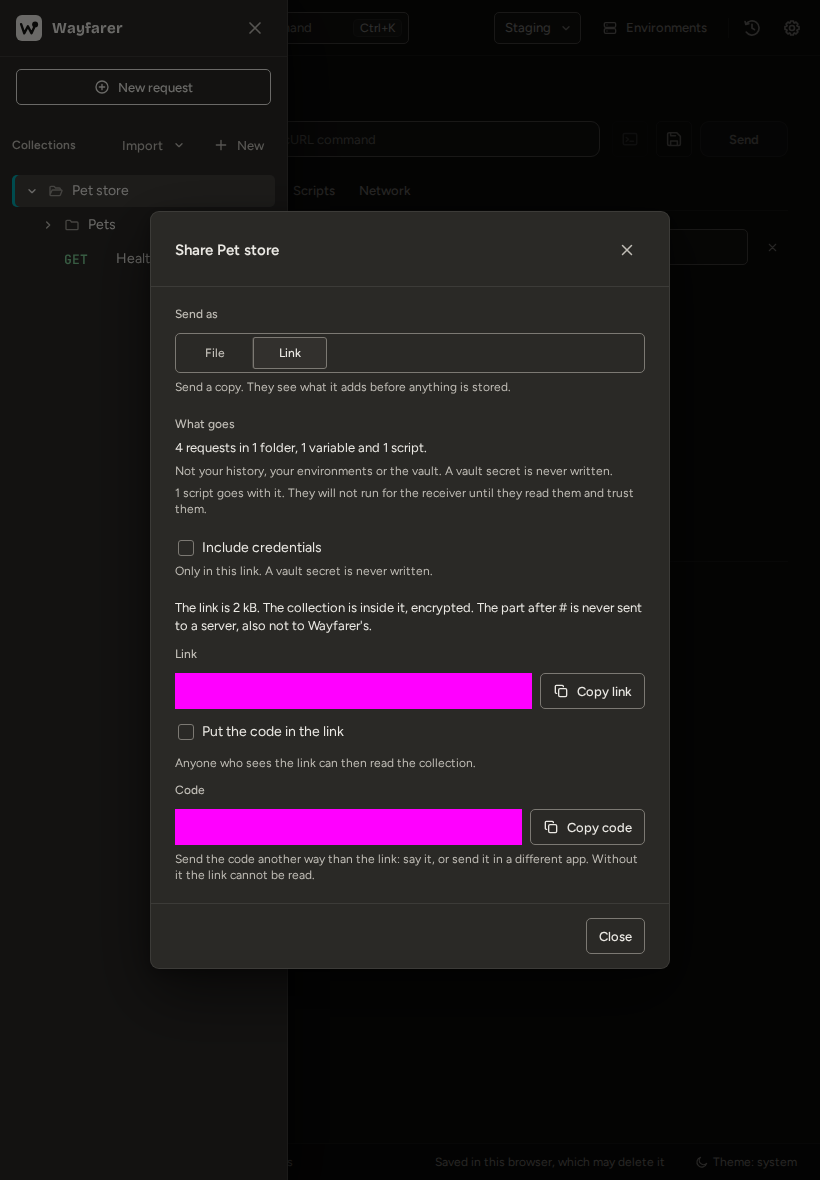 Wayfarer
and
Ctrl+K
Staging
Environments
New request
Collections
Import
New
cURL command
Send
Pet store
Scripts
Network
Pets
GET
Healt
Share Pet store
Send as
File
Link
Send a copy. They see what it adds before anything is stored.
What goes
4 requests in 1 folder, 1 variable and 1 script.
Not your history, your environments or the vault. A vault secret is never written.
1 script goes with it. They will not run for the receiver until they read them and trust
them.
Include credentials
Only in this link. A vault secret is never written.
The link is 2 kB. The collection is inside it, encrypted. The part after # is never sent
to a server, also not to Wayfarer's.
Link
Copy link
Put the code in the link
Anyone who sees the link can then read the collection.
Code
Copy code
Send the code another way than the link: say it, or send it in a different app. Without
it the link cannot be read.
Close
s
Saved in this browser, which may delete it
Theme: system